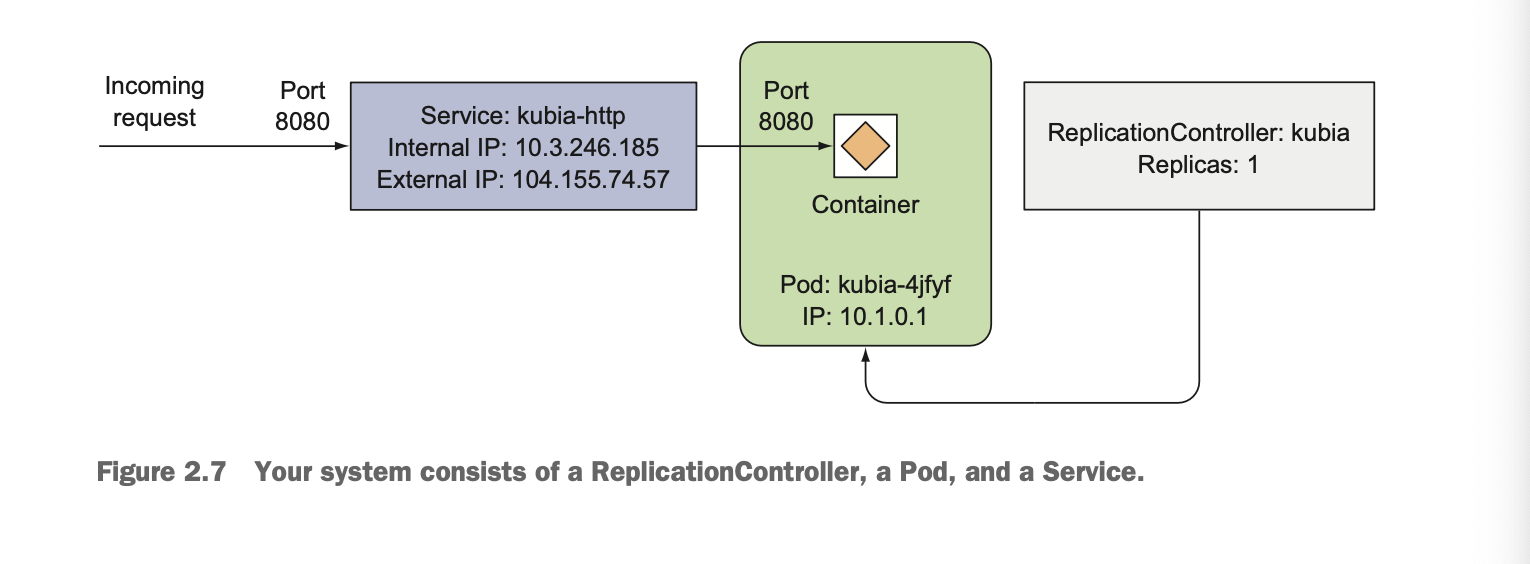 Incoming
request
Port
8080
Service: kubia-http
Internal IP: 10.3.246.185
External IP: 104.155.74.57
Port
8080
Container
Pod: kubia-4jfyf
IP: 10.1.0.1
ReplicationController: kubia
Replicas: 1
Figure 2.7 Your system consists of a ReplicationController, a Pod, and a Service.